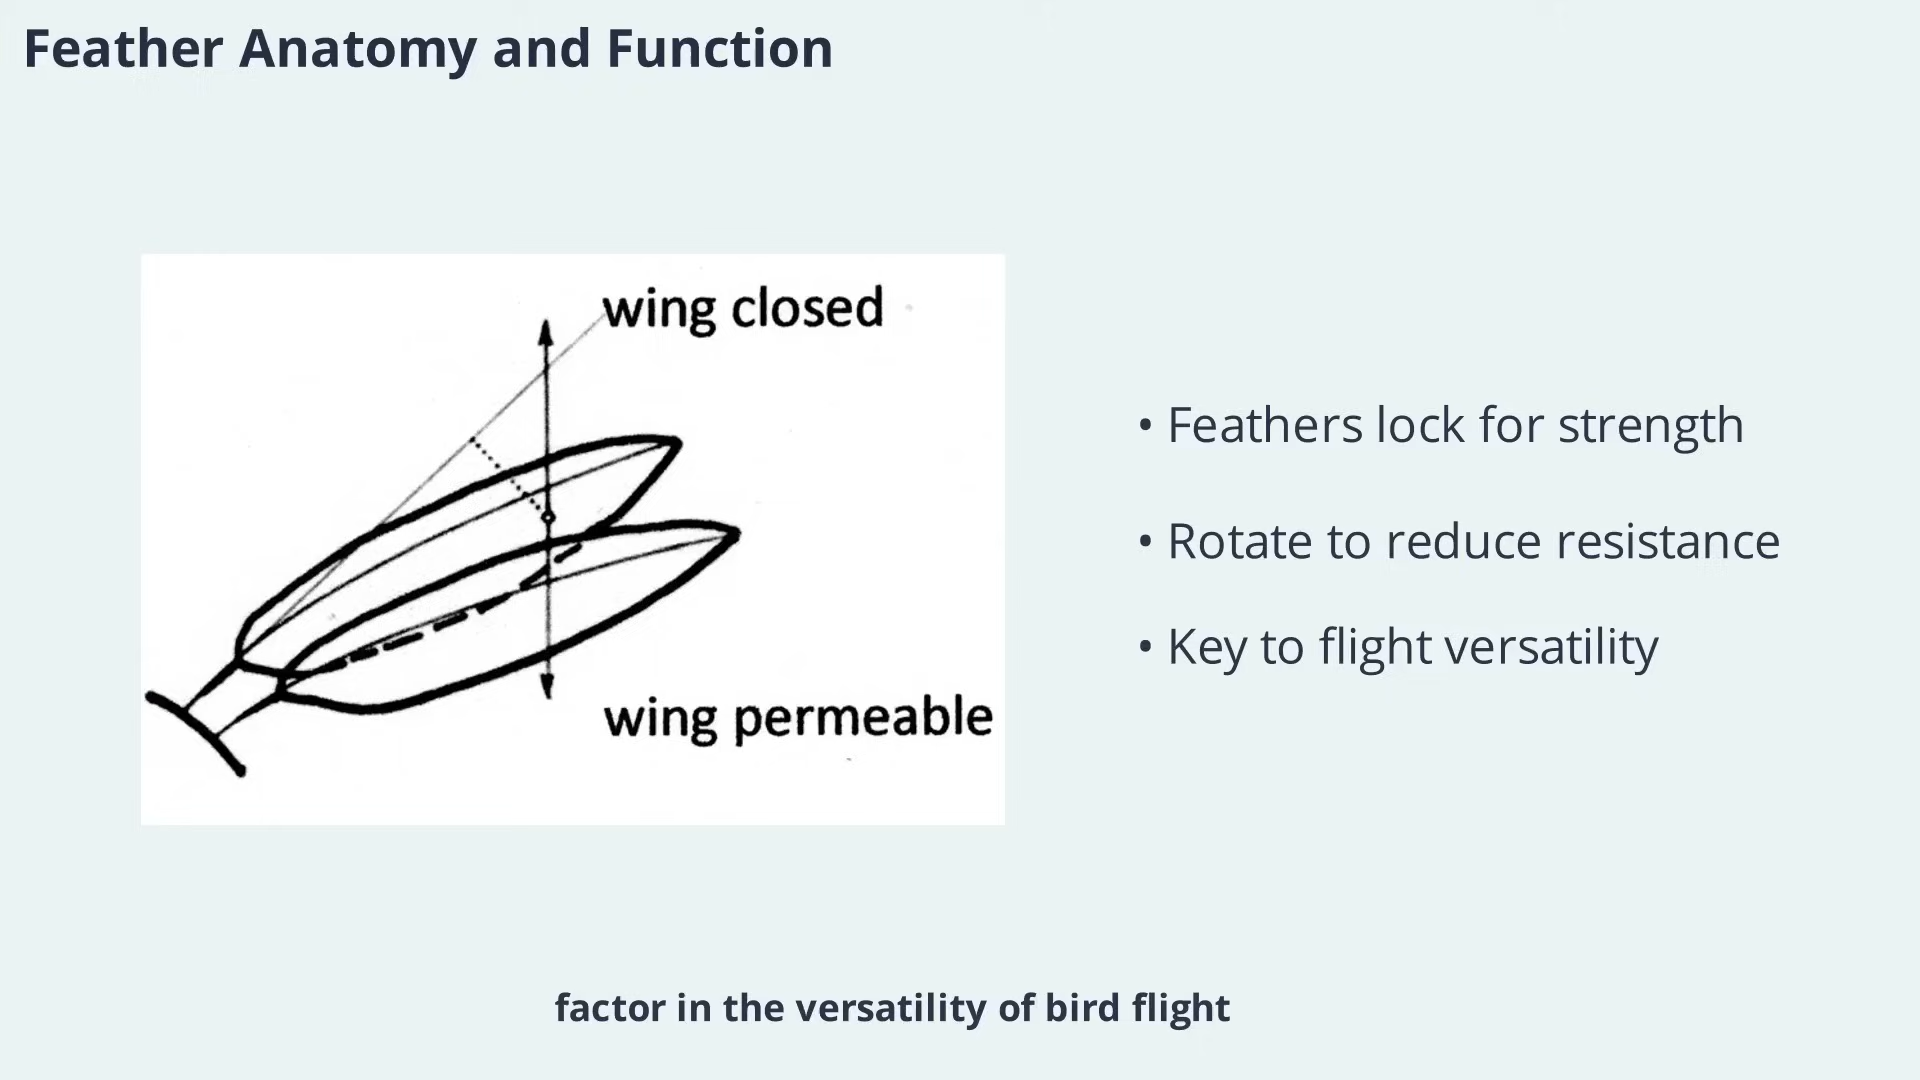 Feather Anatomy and Function
wing closed
wing permeable
• Feathers lock for strength
• Rotate to reduce resistance
• Key to flight versatility
factor in the versatility of bird flight